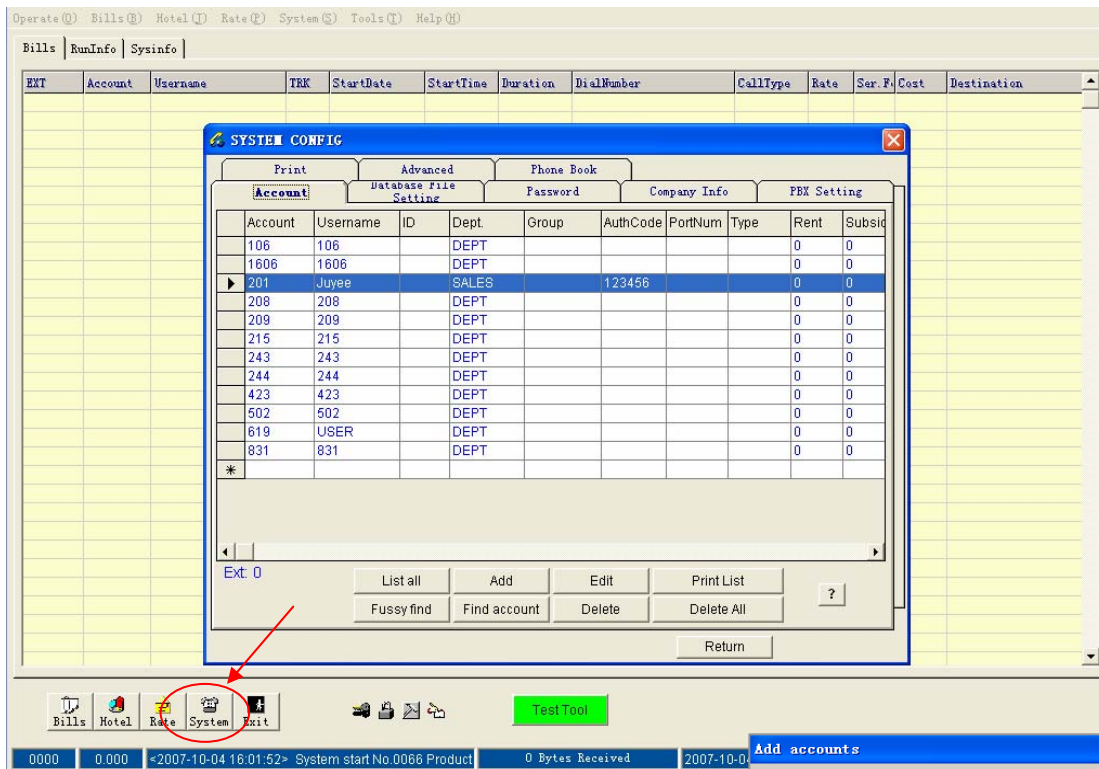 Operate(O) Bills(B) Hotel(I) Rate(P) System(S) Tools(T) Help(H)
Bills RunInfo Sysinfo
EXT Account Username TRK StartDate StartTime Duration DialNumber CallType Rate Ser.F Cost Destination
SYSTEM CONFIG
Print Advanced Phone Book
Account Database File Setting Password Company Info PBX Setting
Account Username ID Dept. Group AuthCode PortNum Type Rent Subsid
106 106 DEPT 0 0
1606 1606 DEPT 0 0
201 Juyee SALES 123456 0 0
208 208 DEPT 0 0
209 209 DEPT 0 0
215 215 DEPT 0 0
243 243 DEPT 0 0
244 244 DEPT 0 0
423 423 DEPT 0 0
502 502 DEPT 0 0
619 USER DEPT 0 0
831 831 DEPT 0 0
*
Ext: 0
List all Add Edit Print List
?
Fussy find Find account Delete Delete All
Return
Bills Hotel Rate System Exit
Test Tool
0000 0.000 <2007-10-04 16:01:52> System start No.0066 Product 0 Bytes Received 2007-10-0
Add accounts